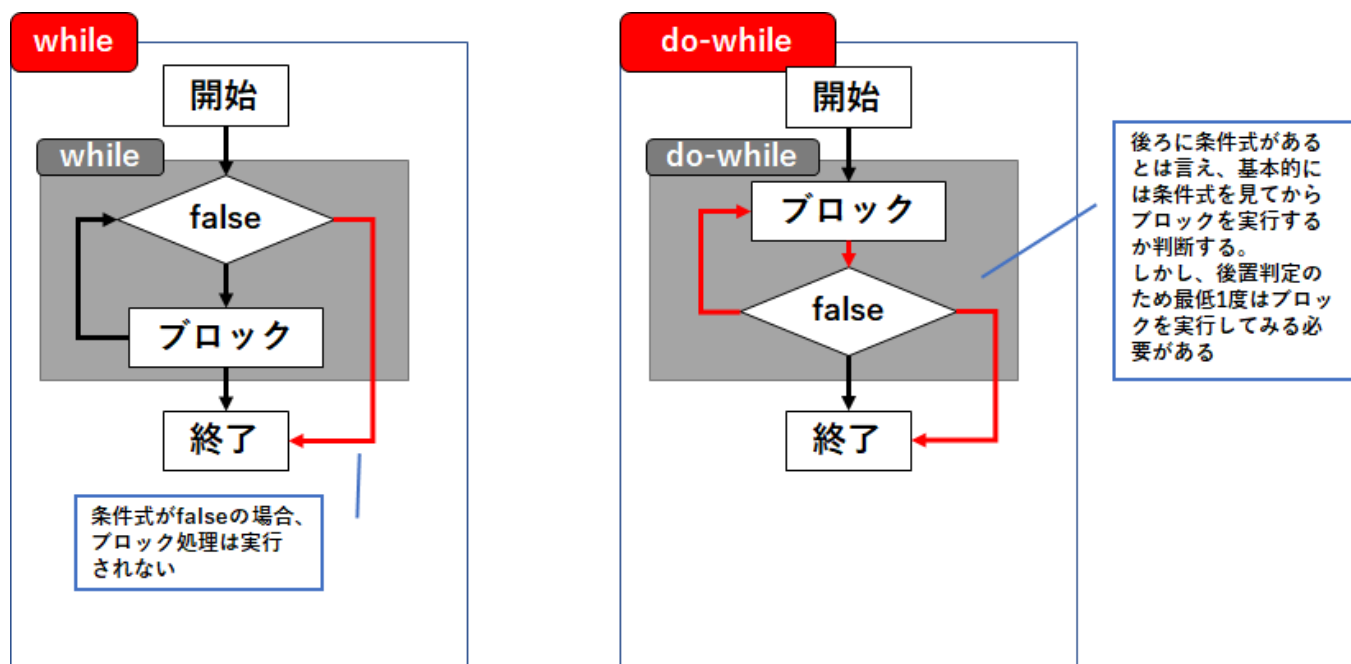 while
開始
while
false
ブロック
終了
条件式がfalseの場合、
ブロック処理は実行
されない
do-while
開始
do-while
ブロック
false
終了
後ろに条件式がある
とは言え、基本的に
は条件式を見てから
ブロックを実行する
か判断する。
しかし、後置判定の
ため最低1度はブロッ
クを実行してみる必
要がある